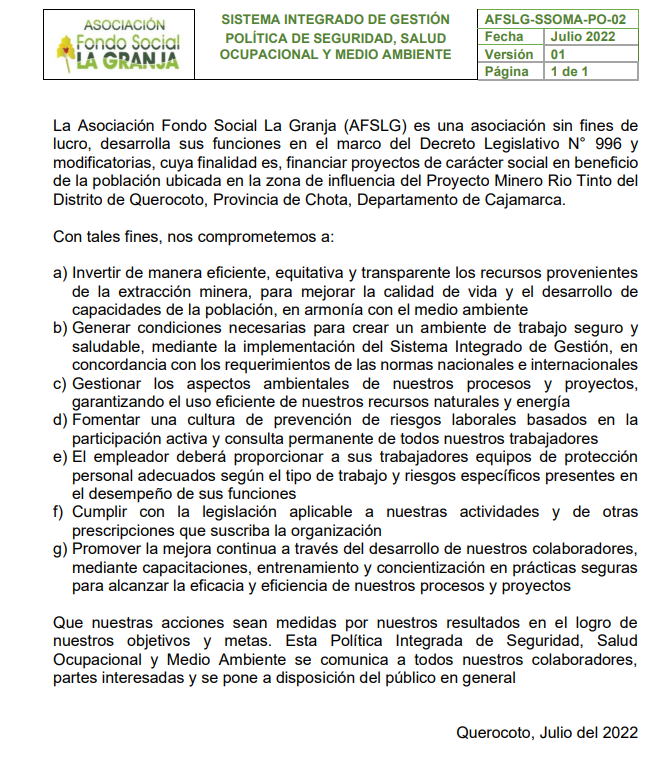 ASOCIACIÓN
Fondo Social
LA GRANJA
SISTEMA INTEGRADO DE GESTIÓN
POLÍTICA DE SEGURIDAD, SALUD
OCUPACIONAL Y MEDIO AMBIENTE
AFSLG-SSOMA-PO-02
Fecha Julio 2022
Versión 01
Página 1 de 1
La Asociación Fondo Social La Granja (AFSLG) es una asociación sin fines de
lucro, desarrolla sus funciones en el marco del Decreto Legislativo N° 996 y
modificatorias, cuya finalidad es, financiar proyectos de carácter social en beneficio
de la población ubicada en la zona de influencia del Proyecto Minero Rio Tinto del
Distrito de Querocoto, Provincia de Chota, Departamento de Cajamarca.
Con tales fines, nos comprometemos a:
a) Invertir de manera eficiente, equitativa y transparente los recursos provenientes
de la extracción minera, para mejorar la calidad de vida y el desarrollo de
capacidades de la población, en armonía con el medio ambiente
b) Generar condiciones necesarias para crear un ambiente de trabajo seguro y
saludable, mediante la implementación del Sistema Integrado de Gestión, en
concordancia con los requerimientos de las normas nacionales e internacionales
c) Gestionar los aspectos ambientales de nuestros procesos y proyectos,
garantizando el uso eficiente de nuestros recursos naturales y energía
d) Fomentar una cultura de prevención de riesgos laborales basados en la
participación activa y consulta permanente de todos nuestros trabajadores
e) El empleador deberá proporcionar a sus trabajadores equipos de protección
personal adecuados según el tipo de trabajo y riesgos específicos presentes en
el desempeño de sus funciones
f) Cumplir con la legislación aplicable a nuestras actividades y de otras
prescripciones que suscriba la organización
g) Promover la mejora continua a través del desarrollo de nuestros colaboradores,
mediante capacitaciones, entrenamiento y concientización en prácticas seguras
para alcanzar la eficacia y eficiencia de nuestros procesos y proyectos
Que nuestras acciones sean medidas por nuestros resultados en el logro de
nuestros objetivos y metas. Esta Política Integrada de Seguridad, Salud
Ocupacional y Medio Ambiente se comunica a todos nuestros colaboradores,
partes interesadas y se pone a disposición del público en general
Querocoto, Julio del 2022